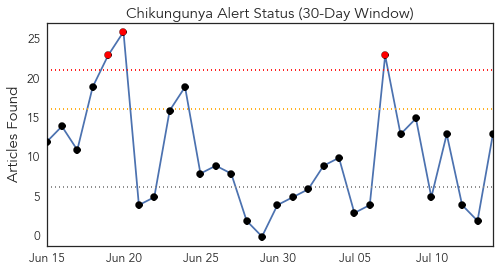 Chikungunya Alert Status (30-Day Window)
Articles Found
25
20
15
10
5
0
Jun 15 Jun 20 Jun 25 Jun 30 Jul 05 Jul 10